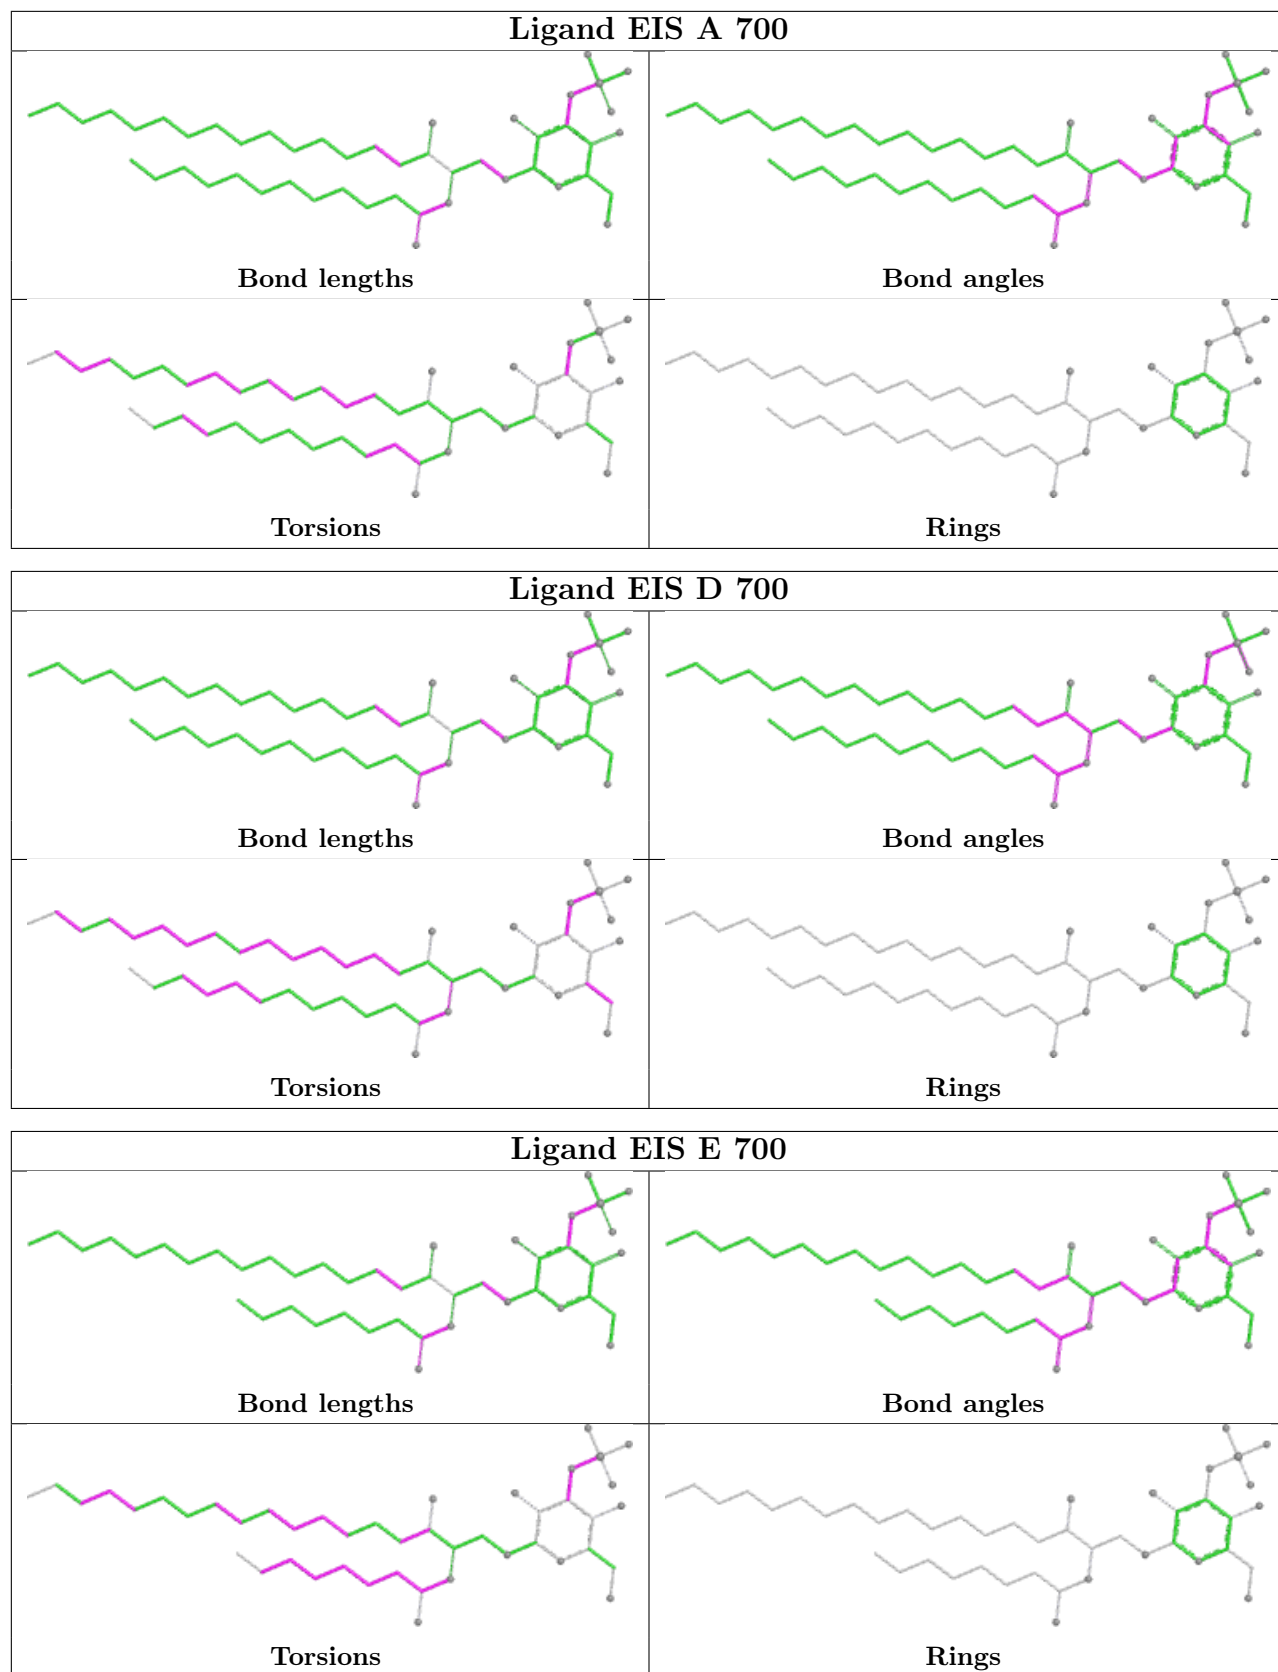 Ligand EIS A 700
Bond lengths
Bond angles
Torsions
Rings
Ligand EIS D 700
Bond lengths
Bond angles
Torsions
Rings
Ligand EIS E 700
Bond lengths
Bond angles
Torsions
Rings